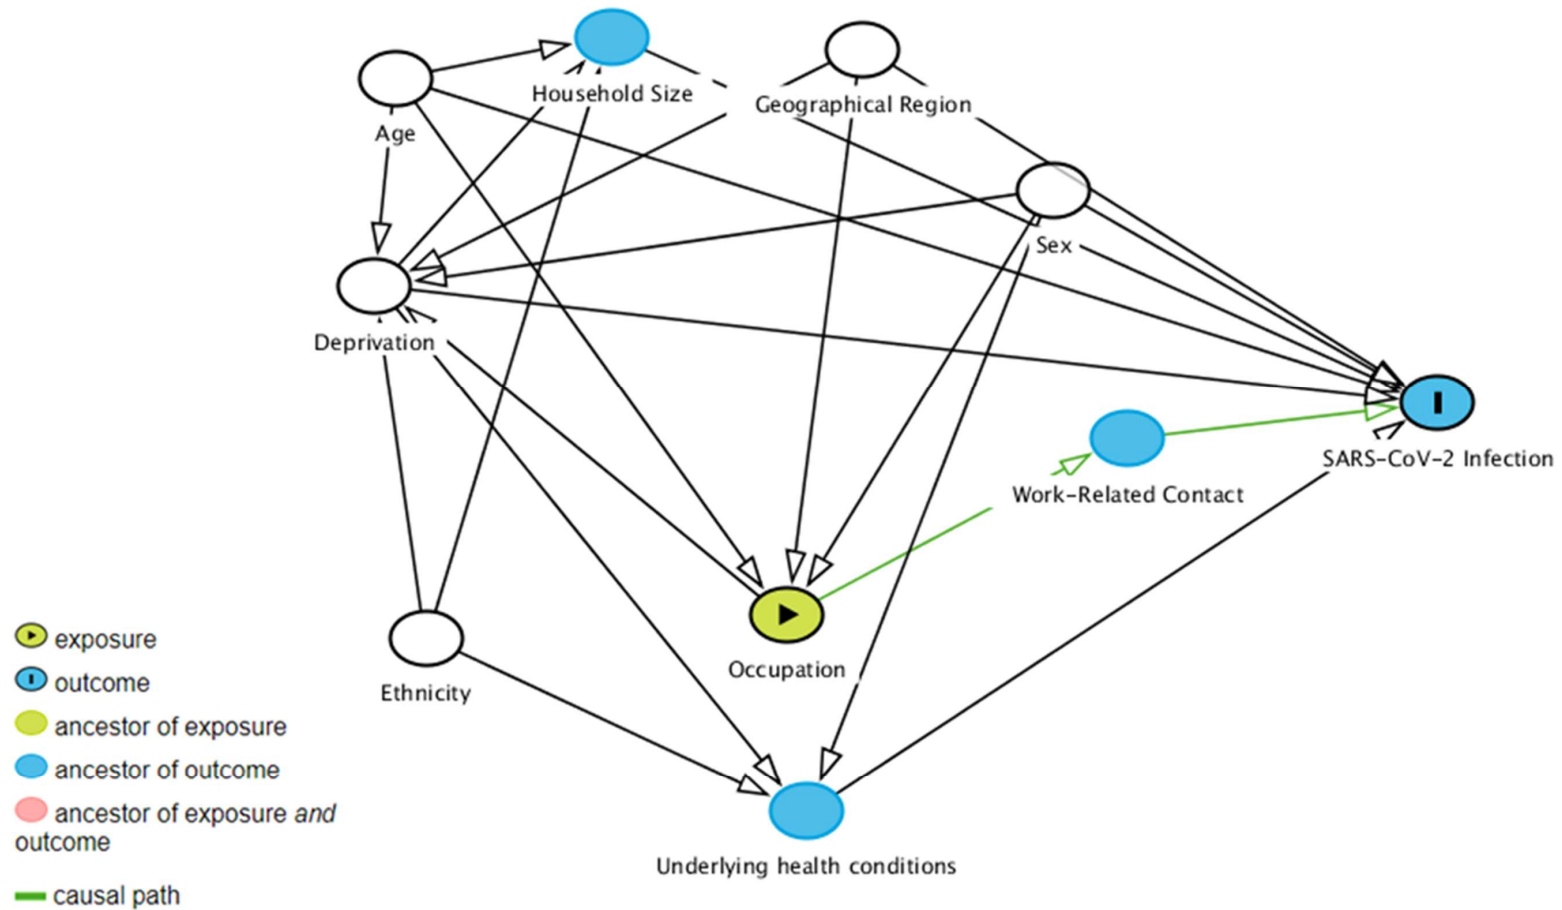 Household Size
Geographical Region
Age
Sex
Deprivation
SARS-CoV-2 Infection
Work-Related Contact
Occupation
Ethnicity
Underlying health conditions
exposure
outcome
ancestor of exposure
ancestor of outcome
ancestor of exposure and
outcome
causal path